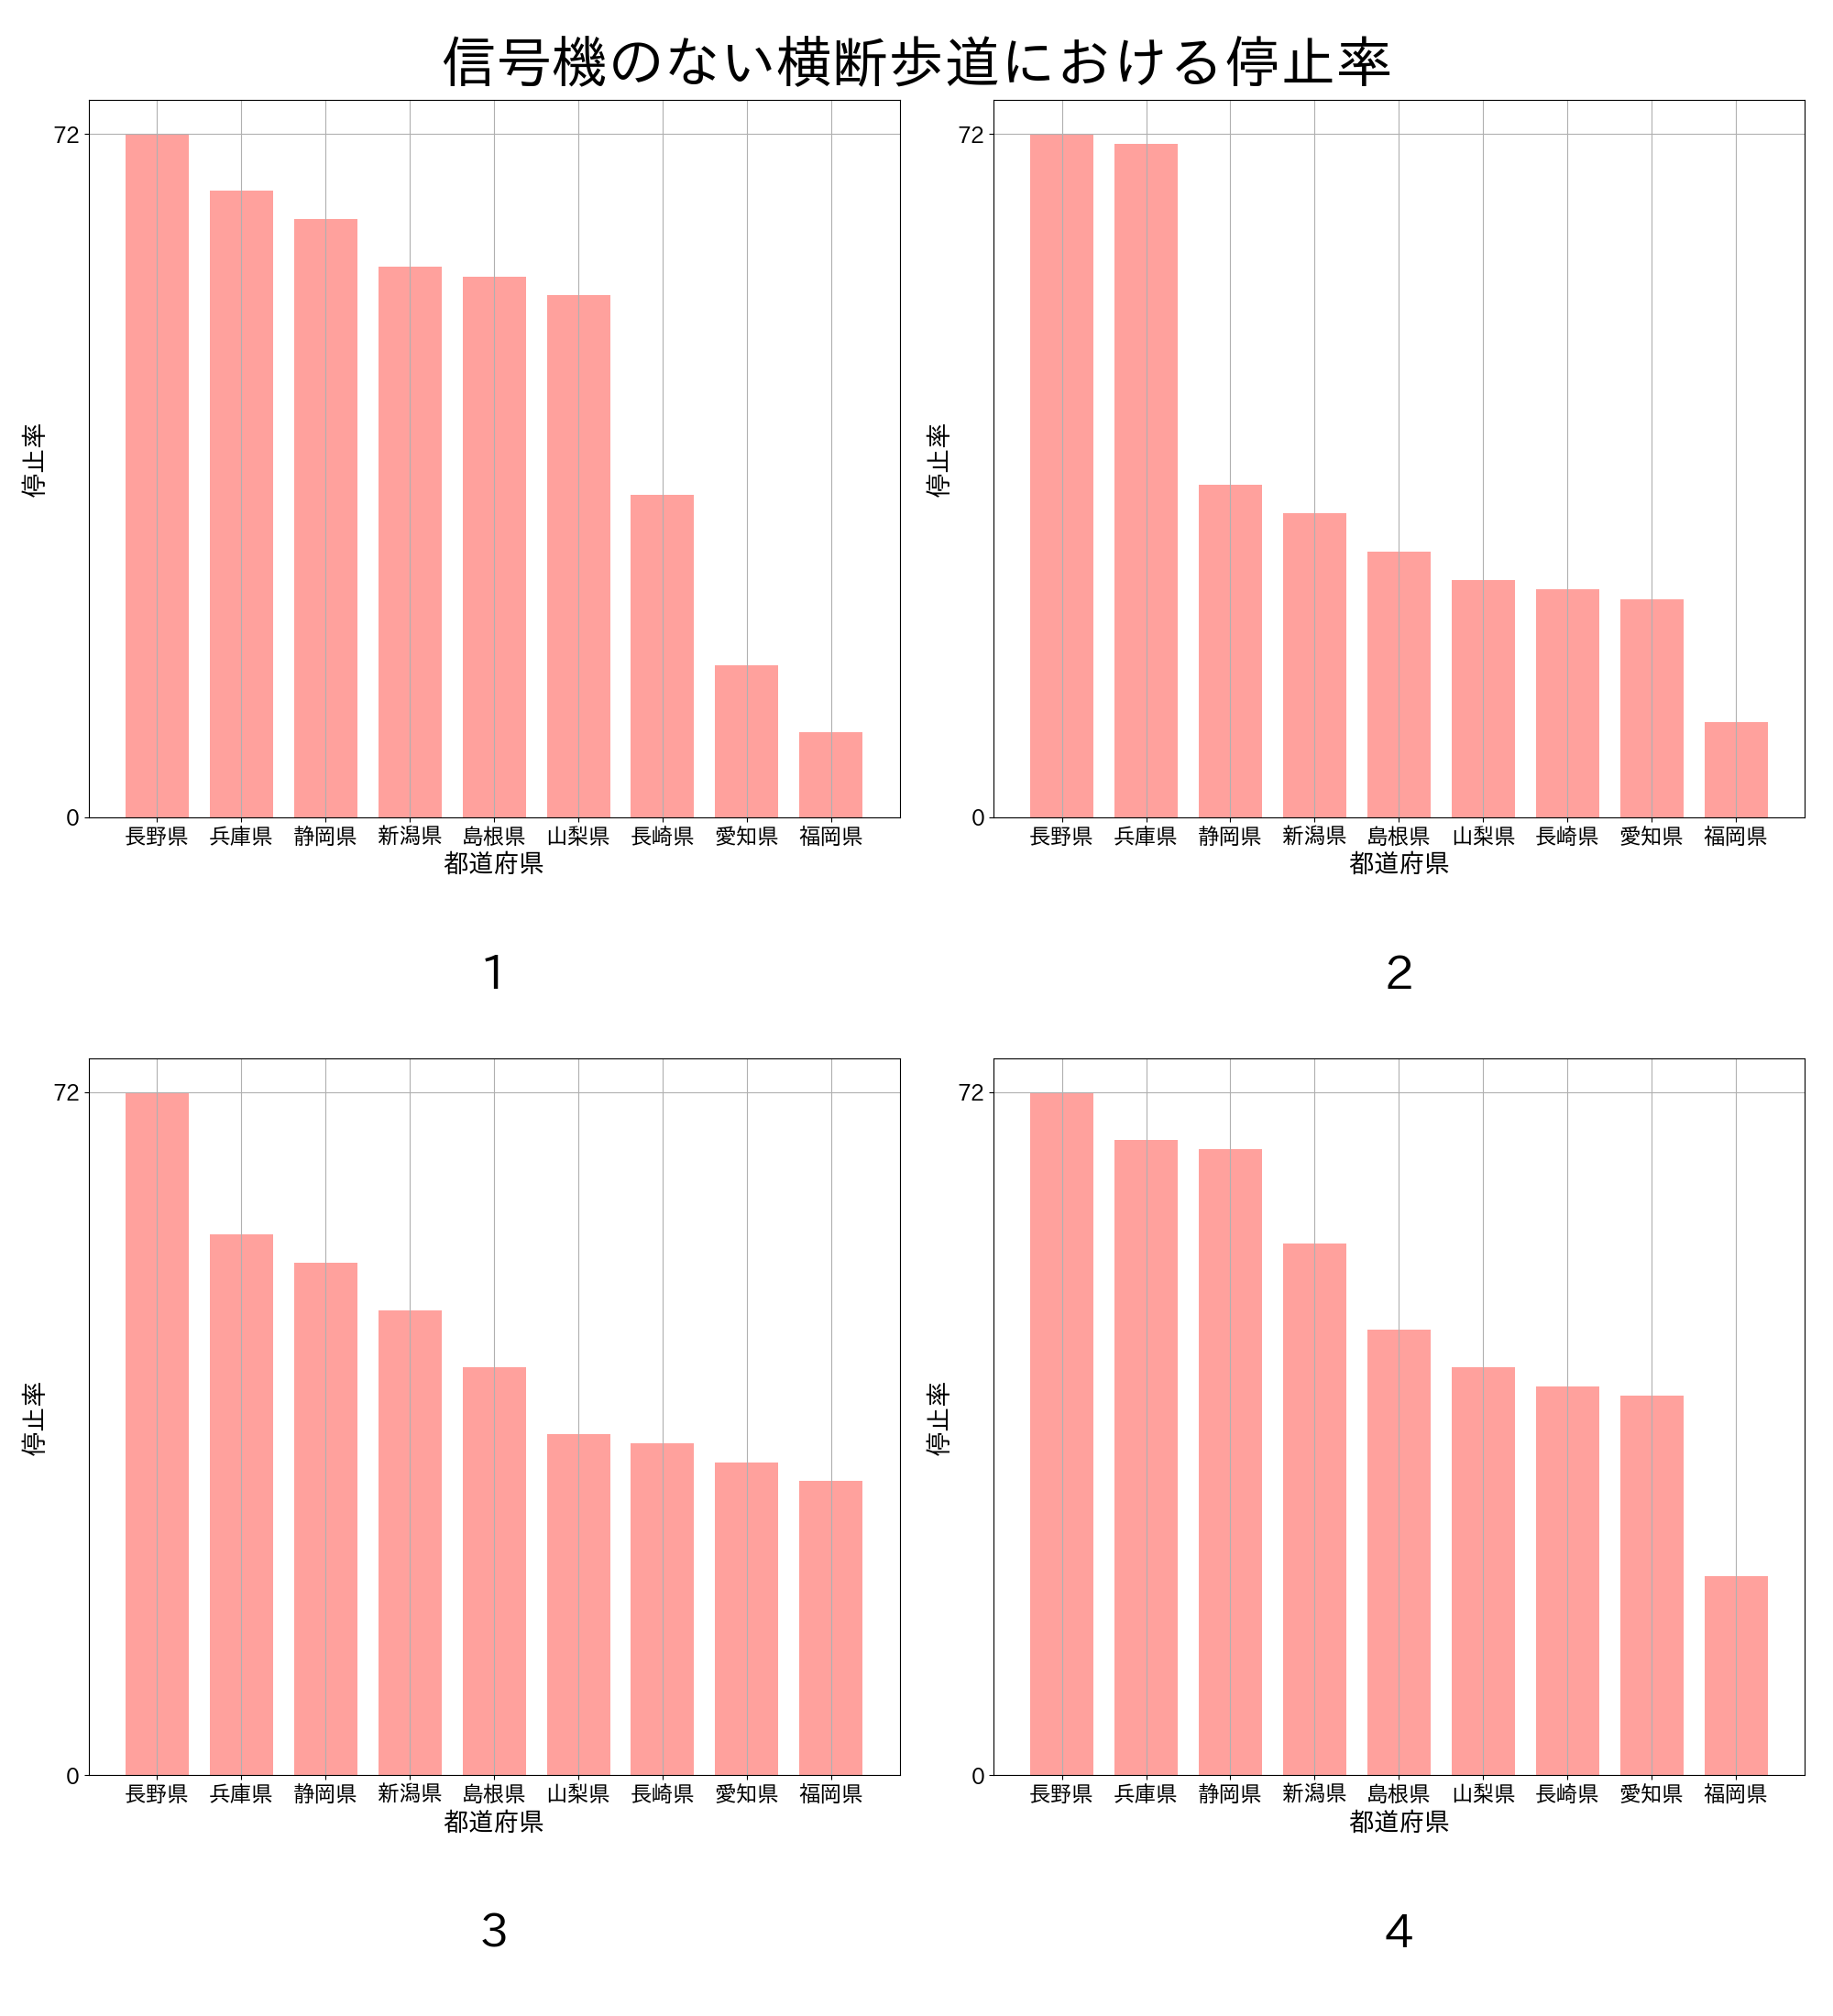 信号機のない横断歩道における停止率
72
0
停止率
長野県 兵庫県 静岡県 新潟県 島根県 山梨県 長崎県 愛知県 福岡県
都道府県
1
72
0
停止率
長野県 兵庫県 静岡県 新潟県 島根県 山梨県 長崎県 愛知県 福岡県
都道府県
2
72
0
停止率
長野県 兵庫県 静岡県 新潟県 島根県 山梨県 長崎県 愛知県 福岡県
都道府県
3
72
0
停止率
長野県 兵庫県 静岡県 新潟県 島根県 山梨県 長崎県 愛知県 福岡県
都道府県
4